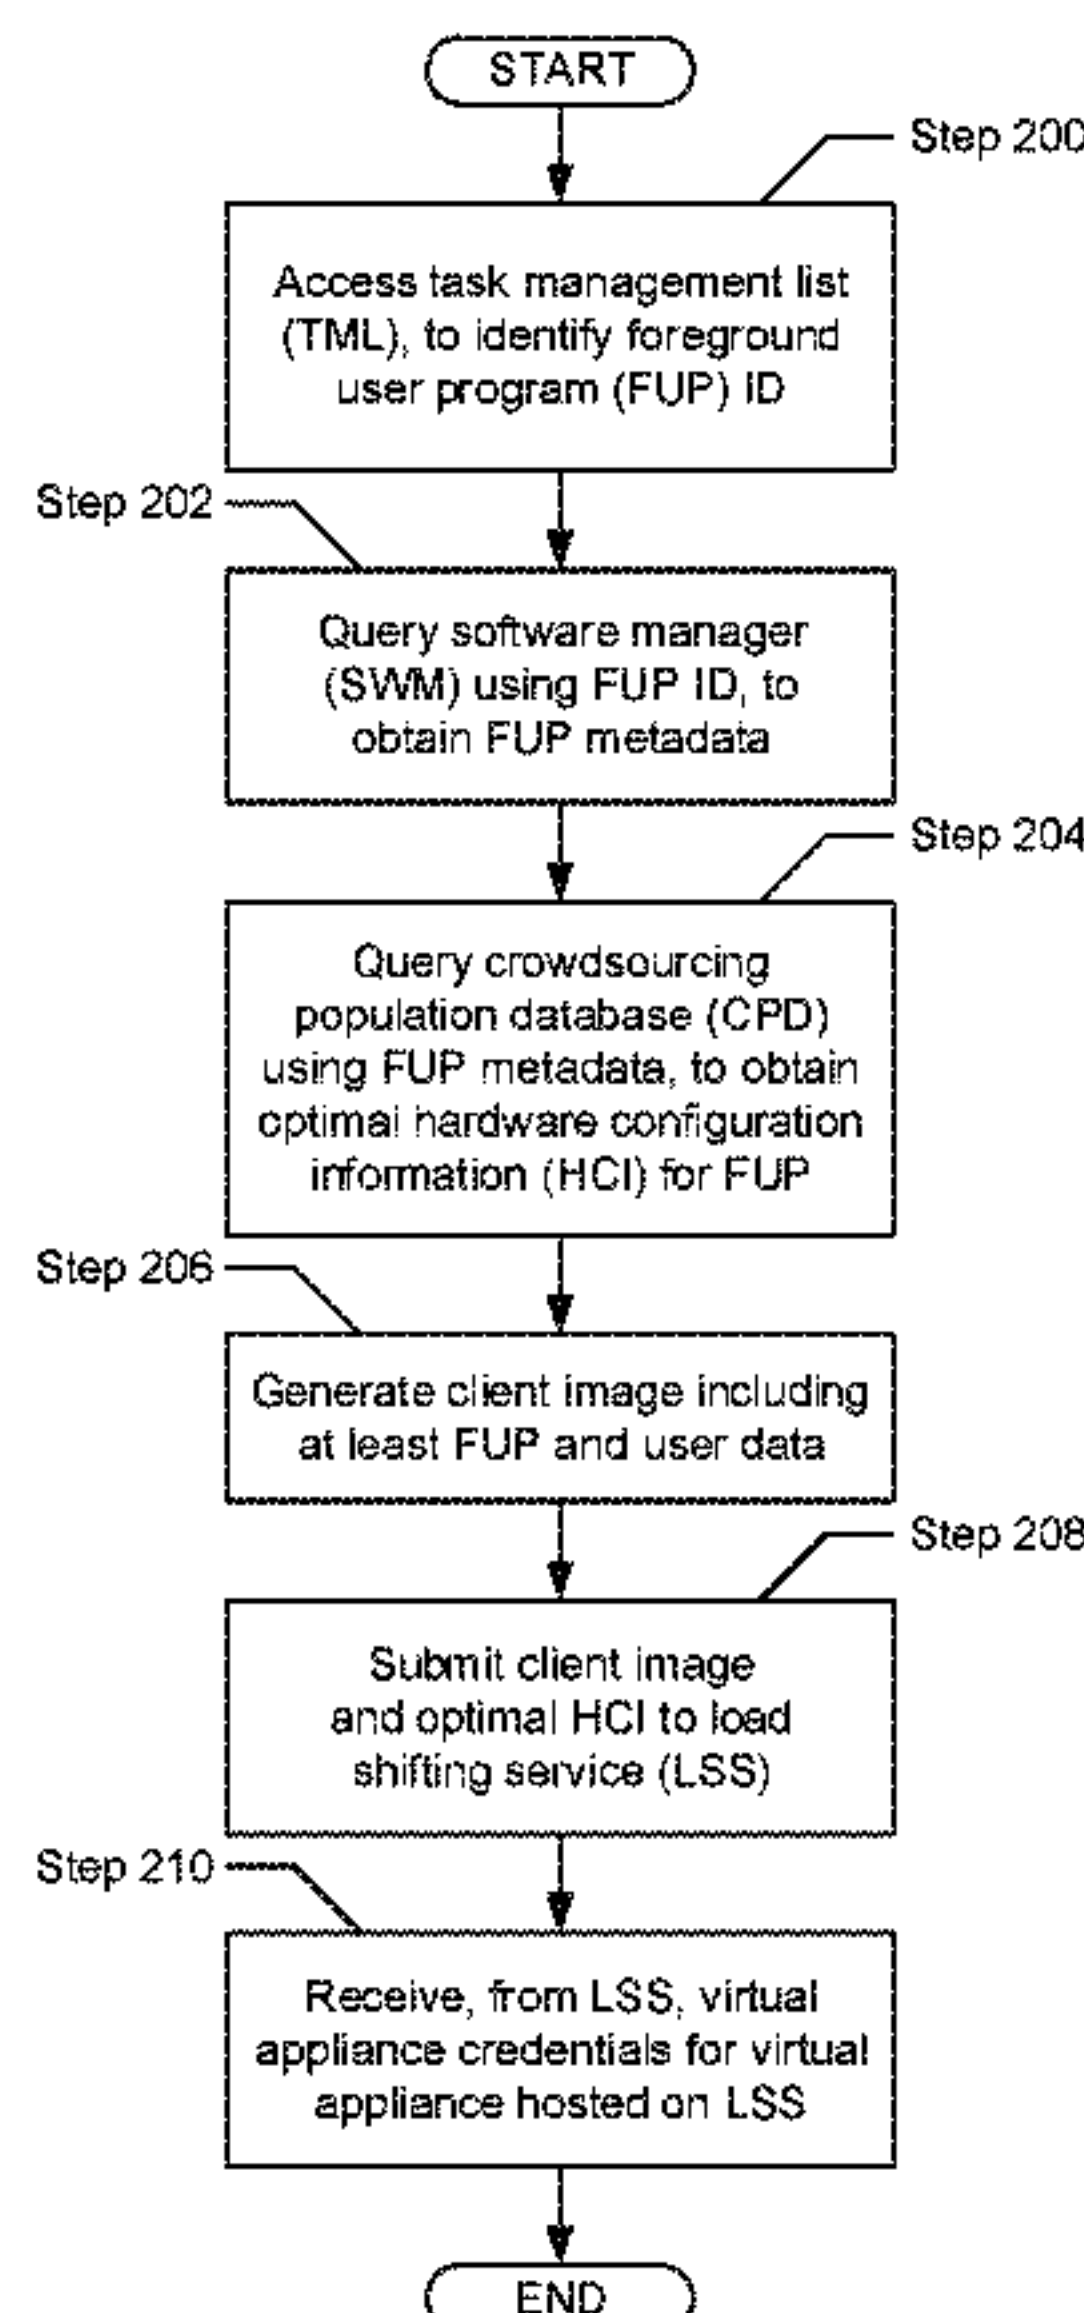 START
Step 200
Access task management list
(TML), to identify foreground
user program (FUP) ID
Step 202
Query software manager
(SWM) using FUP ID, to
obtain FUP metadata
Step 204
Query crowdsourcing
population database (CPD)
using FUP metadata, to obtain
optimal hardware configuration
information (HCI) for FUP
Step 206
Generate client image including
at least FUP and user data
Step 208
Submit client image
and optimal HCI to load
shifting service (LSS)
Step 210
Receive, from LSS, virtual
appliance credentials for virtual
appliance hosted on LSS
END